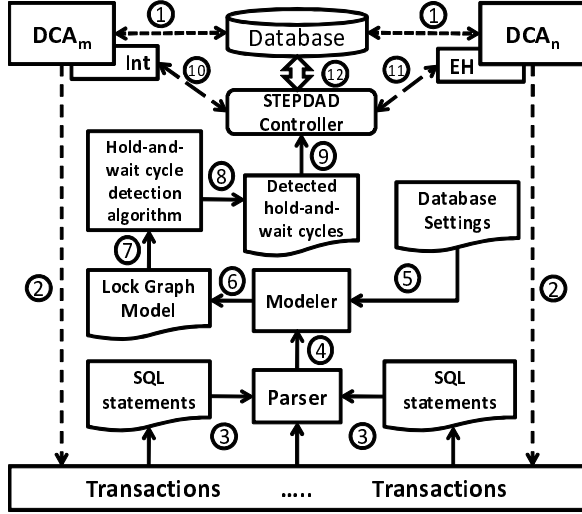 1
1
DCAm
Database
DCAn
Int
EH
10
12
11
STEPDAD
Controller
Hold-and-
wait cycle
detection
algorithm
8
9
Detected
hold-and-
wait cycles
Database
Settings
7
2
Lock Graph
Model
6
Modeler
5
2
4
SQL
statements
Parser
SQL
statements
3
3
Transactions ..... Transactions